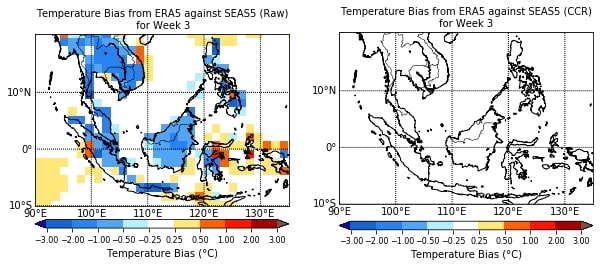 Temperature Bias from ERA5 against SEAS5 (Raw)
for Week 3
10°N
0°
10°S
90°E 100°E 110°E 120°E 130°E
−3.00 −2.00 −1.00 −0.50 −0.25 0.25 0.50 1.00 2.00 3.00
Temperature Bias (°C)
Temperature Bias from ERA5 against SEAS5 (CCR)
for Week 3
10°N
0°
10°S
90°E 100°E 110°E 120°E 130°E
−3.00 −2.00 −1.00 −0.50 −0.25 0.25 0.50 1.00 2.00 3.00
Temperature Bias (°C)